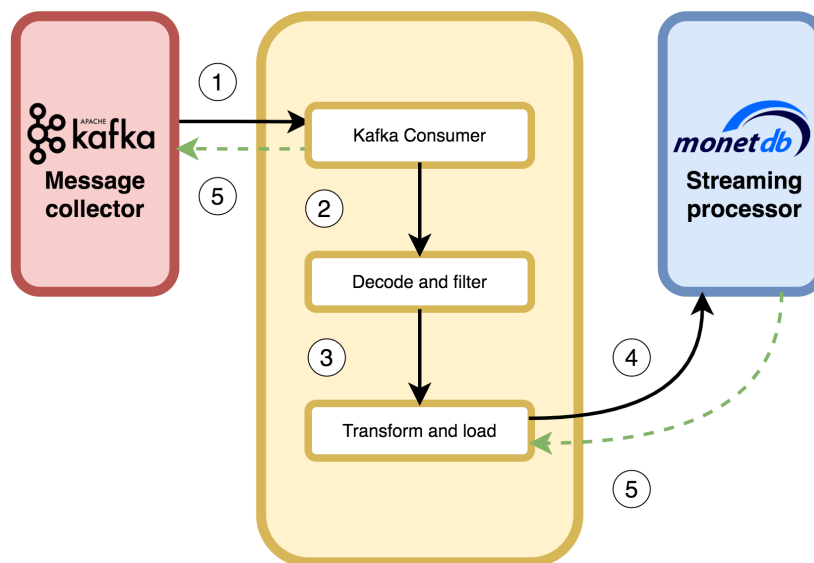 APACHE
kafka
Message
collector
1
5
Kafka Consumer
2
Decode and filter
3
Transform and load
4
5
monetdb
Streaming
processor